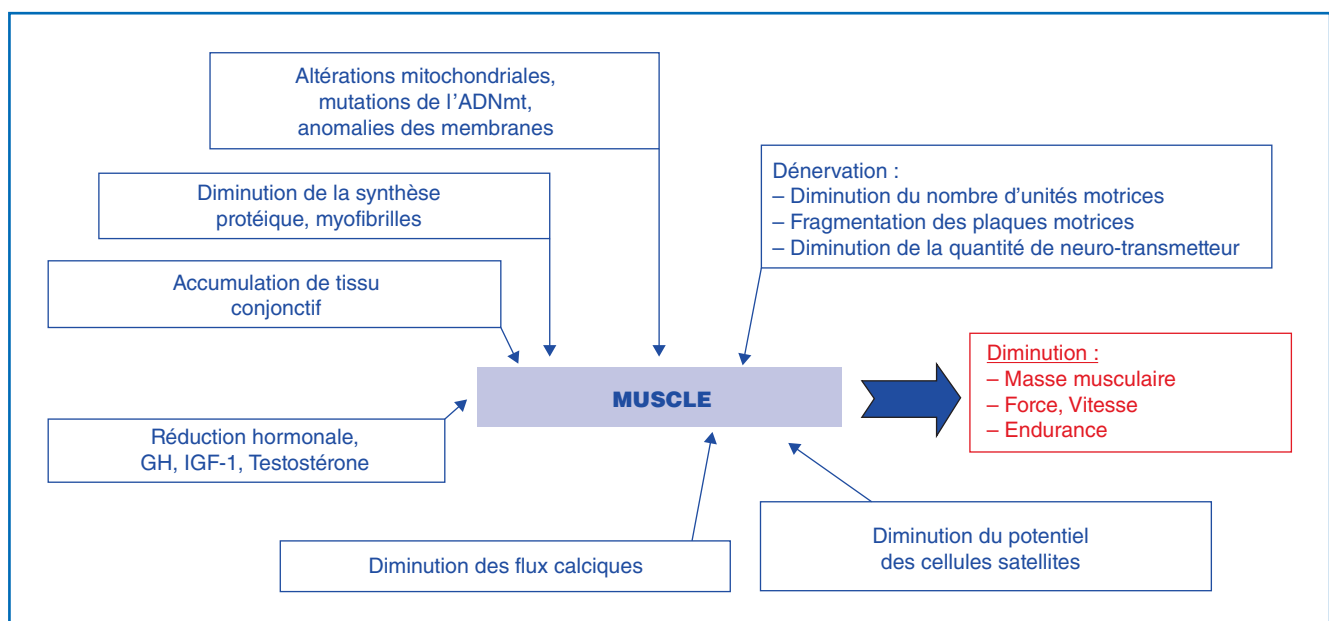 Altérations mitochondriales,
mutations de l’ADNmt,
anomalies des membranes
Diminution de la synthèse
protéique, myofibrilles
Dénervation :
– Diminution du nombre d’unités motrices
– Fragmentation des plaques motrices
– Diminution de la quantité de neuro-transmetteur
Accumulation de tissu
conjonctif
MUSCLE
Diminution :
– Masse musculaire
– Force, Vitesse
– Endurance
Réduction hormonale,
GH, IGF-1, Testostérone
Diminution des flux calciques
Diminution du potentiel
des cellules satellites